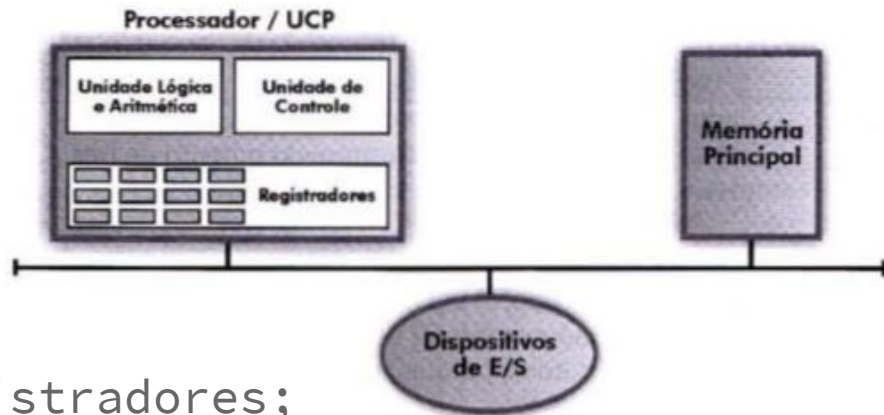 Processador / UCP
Unidade Lógica
e Aritmética
Unidade de
Controle
Registradores
Memória
Principal
Dispositivos
de E/S
stradores;